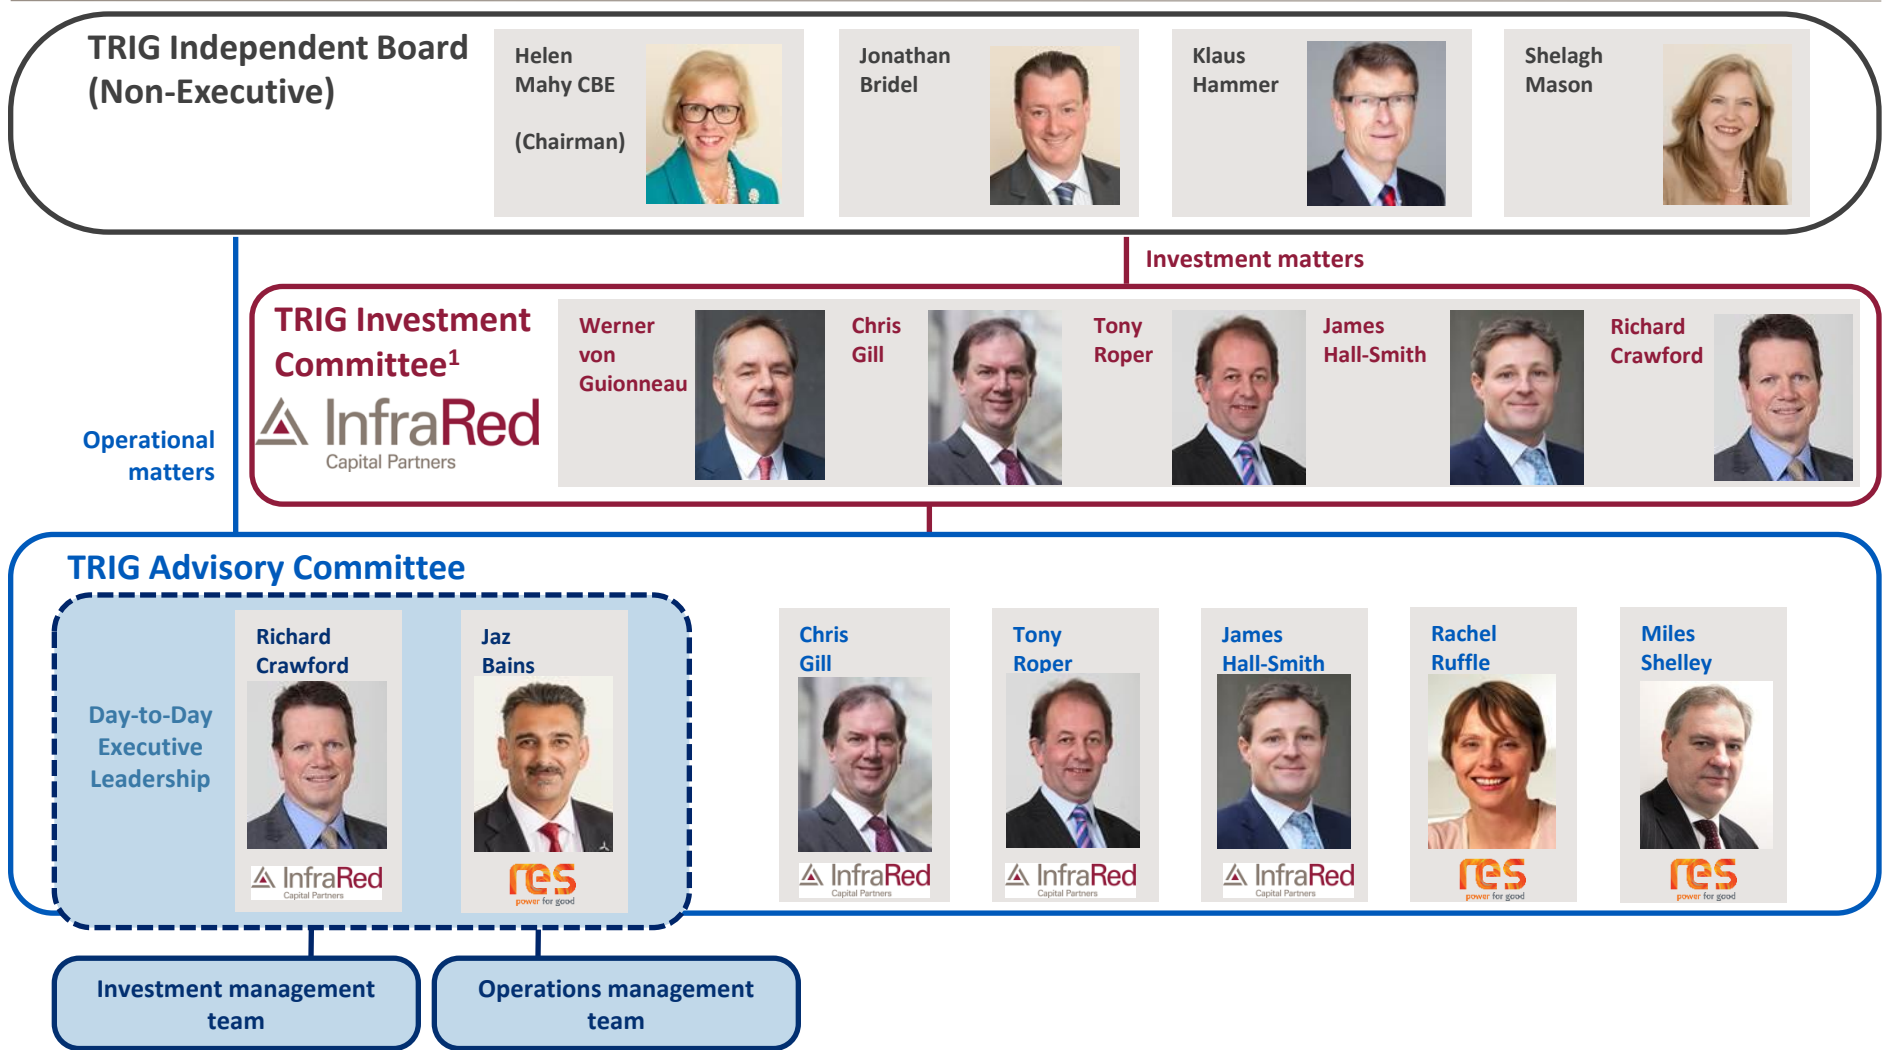 TRIG Independent Board
(Non-Executive)
Helen
Mahy CBE
(Chairman)
Jonathan
Bridel
Klaus
Hammer
Shelagh
Mason
Investment matters
Operational
matters
TRIG Investment
Committee¹
InfraRed
Capital Partners
Werner
von
Guionneau
Chris
Gill
Tony
Roper
James
Hall-Smith
Richard
Crawford
TRIG Advisory Committee
Day-to-Day
Executive
Leadership
Richard
Crawford
InfraRed
Capital Partners
Jaz
Bains
res
power for good
Chris
Gill
InfraRed
Capital Partners
Tony
Roper
InfraRed
Capital Partners
James
Hall-Smith
InfraRed
Capital Partners
Rachel
Ruffle
res
power for good
Miles
Shelley
res
power for good
Investment management
team
Operations management
team